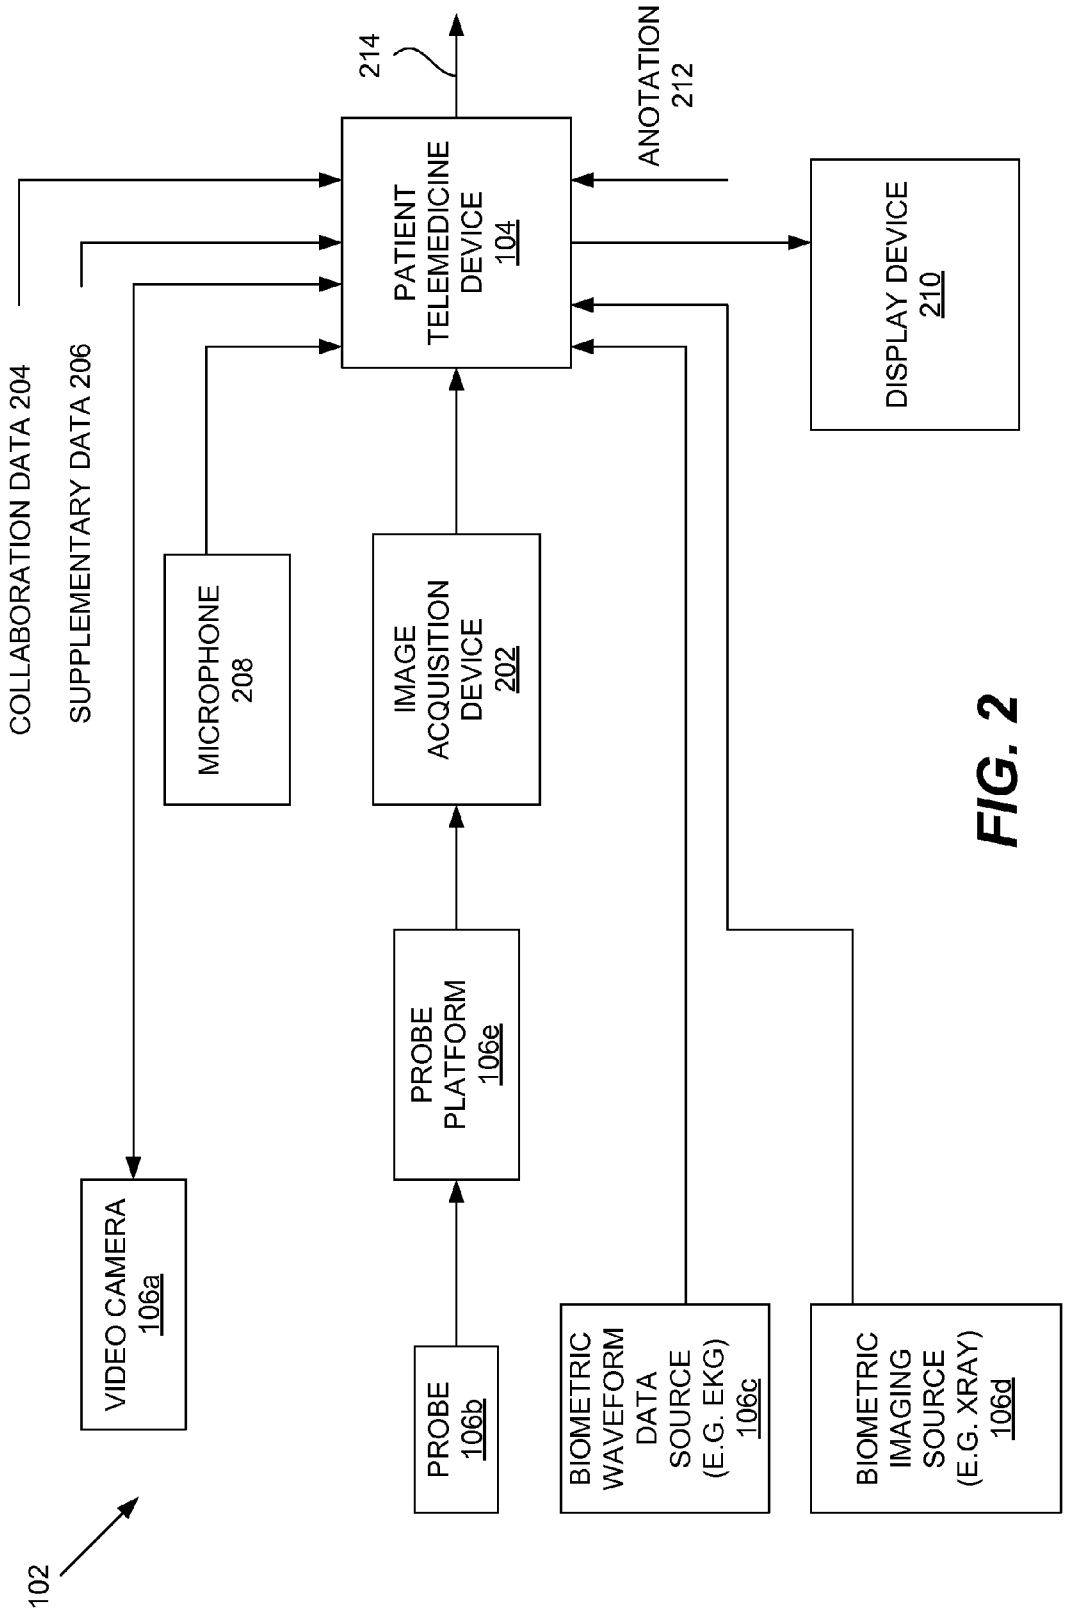 102
VIDEO CAMERA
106a
COLLABORATION DATA 204
SUPPLEMENTARY DATA 206
MICROPHONE
208
PROBE
106b
PROBE
PLATFORM
106e
IMAGE
ACQUISITION
DEVICE
202
PATIENT
TELEMEDICINE
DEVICE
104
214
ANOTATION
212
BIOMETRIC
WAVEFORM
DATA
SOURCE
(E.G. EKG)
106c
BIOMETRIC
IMAGING
SOURCE
(E.G. XRAY)
106d
DISPLAY DEVICE
210
FIG. 2